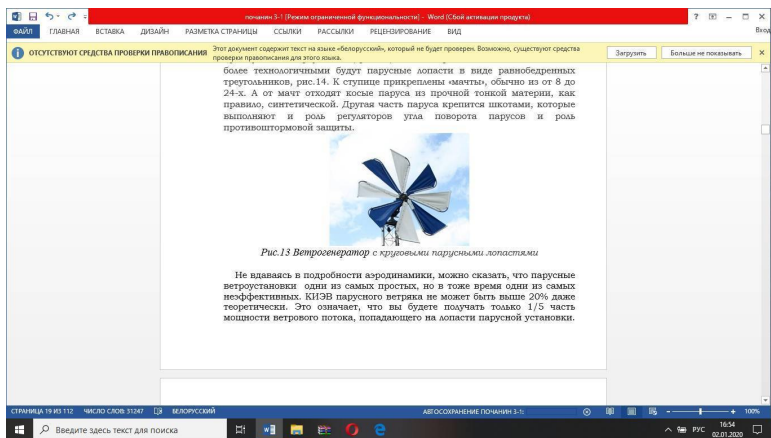 почанин 3-1 [Режим ограниченной функциональности] - Word (Сбой активации продукта)
ФАЙЛ ГЛАВНАЯ ВСТАВКА ДИЗАЙН РАЗМЕТКА СТРАНИЦЫ ССЫЛКИ РАССЫЛКИ РЕЦЕНЗИРОВАНИЕ ВИД Вход
ОТСУТСТВУЮТ СРЕДСТВА ПРОВЕРКИ ПРАВОПИСАНИЯ Этот документ содержит текст на языке «белорусский», который не будет проверен. Возможно, существуют средства
проверки правописания для этого языка. Загрузить Больше не показывать
более технологичными будут парусные лопасти в виде равнобедренных
треугольников, рис.14. К ступице прикреплены «мачты», обычно из от 8 до
24-х. А от мачт отходят косые паруса из прочной тонкой материи, как
правило, синтетической. Другая часть паруса крепится шкотами, которые
выполняют и роль регуляторов угла поворота парусов и роль
противоштормовой защиты.
Рис.13 Ветрогенератор с круговыми парусными лопастями
Не вдаваясь в подробности аэродинамики, можно сказать, что парусные
ветроустановки одни из самых простых, но в тоже время одни из самых
неэффективных. КИЭВ парусного ветряка не может быть выше 20% даже
теоретически. Это означает, что вы будете получать только 1/5 часть
мощности ветрового потока, попадающего на лопасти парусной установки.
СТРАНИЦА 19 ИЗ 112 ЧИСЛО СЛОВ: 31247 БЕЛОРУССКИЙ АВТОСОХРАНЕНИЕ ПОЧАНИН 3-1: 100%
Введите здесь текст для поиска РУС 16:54
02.01.2020